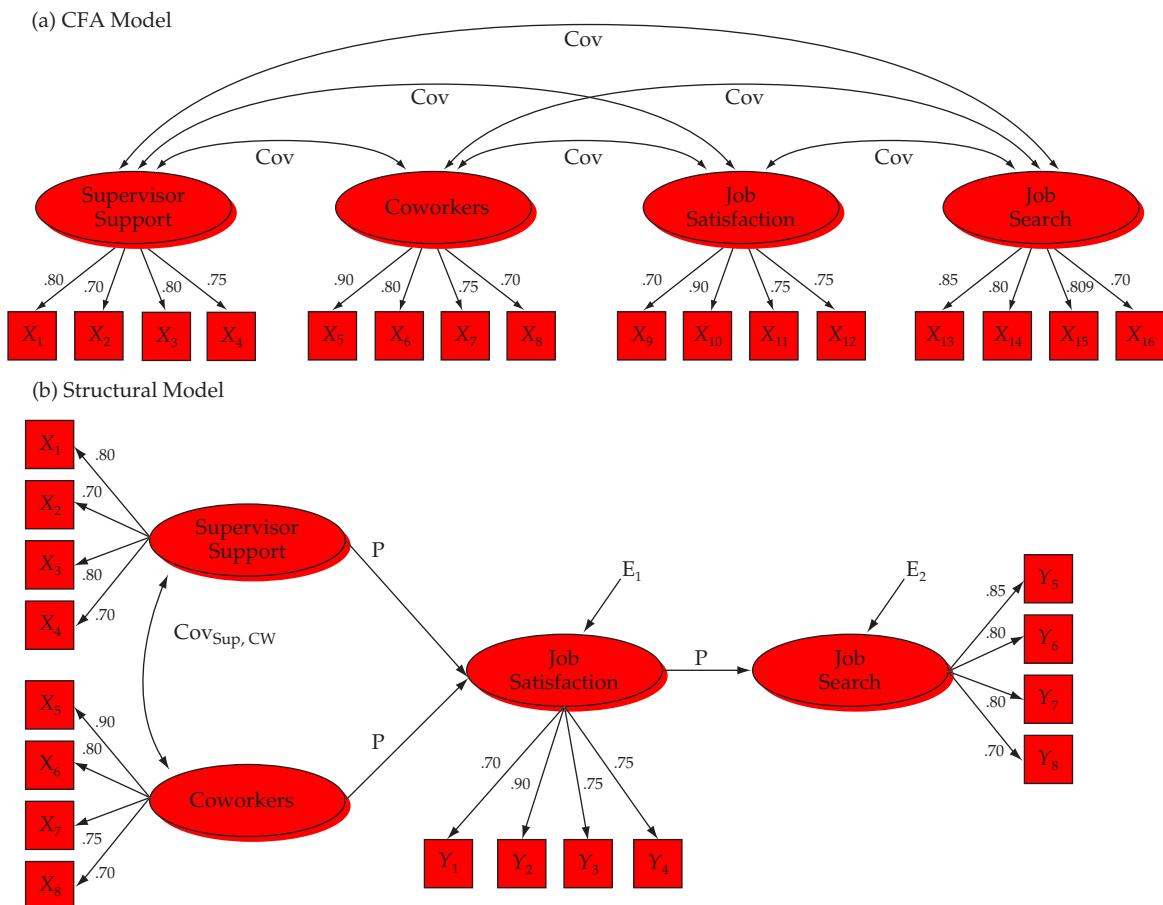 (a) CFA Model
Cov
Cov
Cov
Cov
Cov
Cov
Supervisor
Support
Coworkers
Job
Satisfaction
Job
Search
.80
.70
.80
.75
.90
.80
.75
.70
.70
.90
.75
.75
.85
.80
.809
.70
X₁
X₂
X₃
X₄
X₅
X₆
X₇
X₈
X₉
X₁₀
X₁₁
X₁₂
X₁₃
X₁₄
X₁₅
X₁₆
(b) Structural Model
X₁
.80
X₂
.70
X₃
.80
X₄
.70
Supervisor
Support
P
Cov Sup, CW
X₅
.90
X₆
.80
X₇
.75
X₈
.70
Coworkers
P
E₁
Job
Satisfaction
P
E₂
Job
Search
.70
.90
.75
.75
Y₁
Y₂
Y₃
Y₄
.85
Y₅
.80
Y₆
.80
Y₇
.70
Y₈